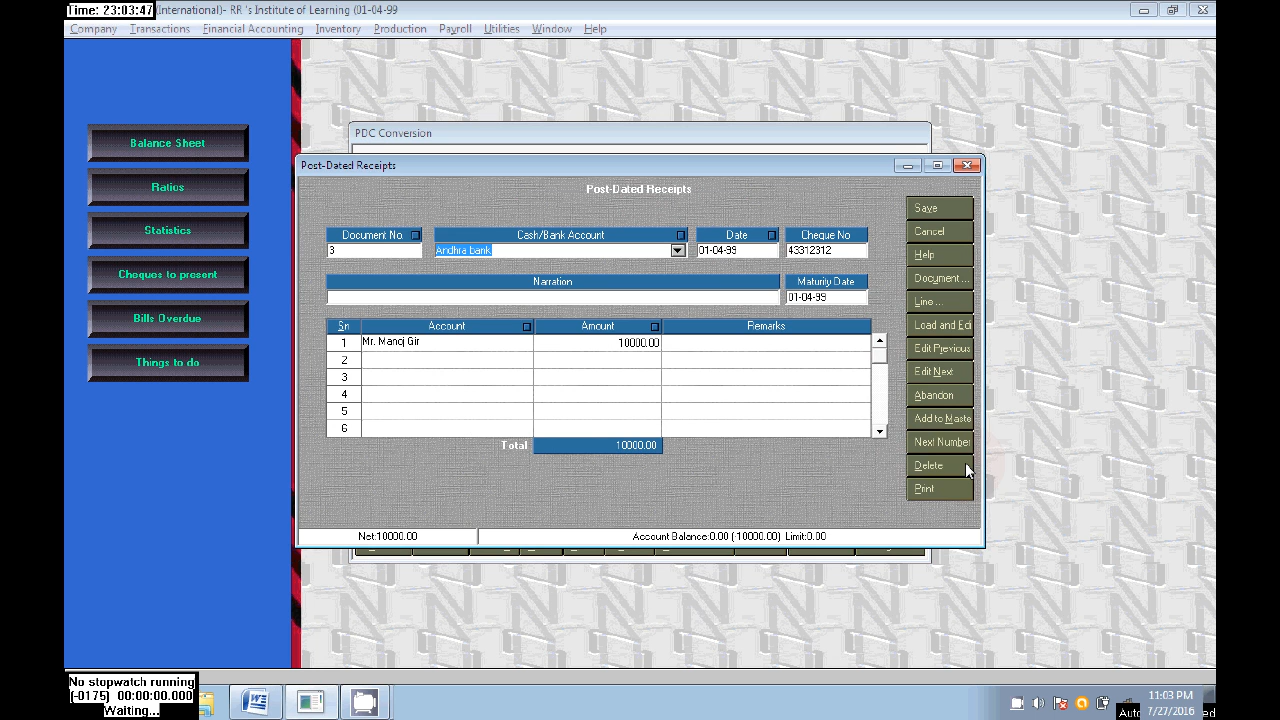 Time: 23:03:47
(International)- RR 's Institute of Learning (01-04-99
Company Transactions Financial Accounting Inventory Production Payroll Utilities Window Help
Balance Sheet
Ratios
Statistics
Cheques to present
Bills Overdue
Things to do
PDC Conversion
Post-Dated Receipts
Post-Dated Receipts
Document No. Cash/Bank Account Date Cheque No
3 Andhra bank 01-04-99 43312312
Narration Maturity Date
01-04-99
Sn Account Amount Remarks
1 Mr. Manoj Gir 10000.00
2
3
4
5
6
Total 10000.00
Net:10000.00 Account Balance:0.00 ( 10000.00) Limit:0.00
Save
Cancel
Help
Document ...
Line ...
Load and Edi
Edit Previous
Edit Next
Abandon
Add to Maste
Next Number
Delete
Print
No stopwatch running
(-0175) 00:00:00.000
Waiting...
11:03 PM
7/27/2016